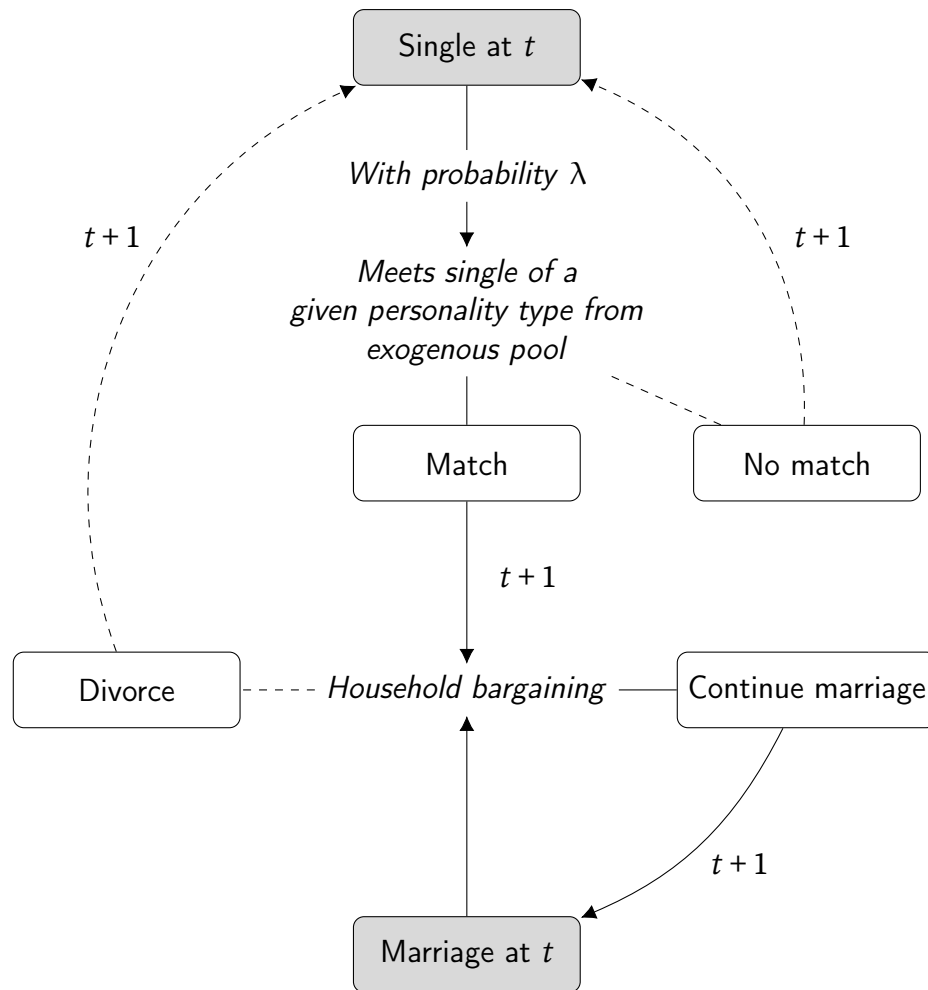 Single at t
With probability λ
t + 1
t + 1
Meets single of a
given personality type from
exogenous pool
Match
No match
t + 1
Divorce
Household bargaining
Continue marriage
t + 1
Marriage at t